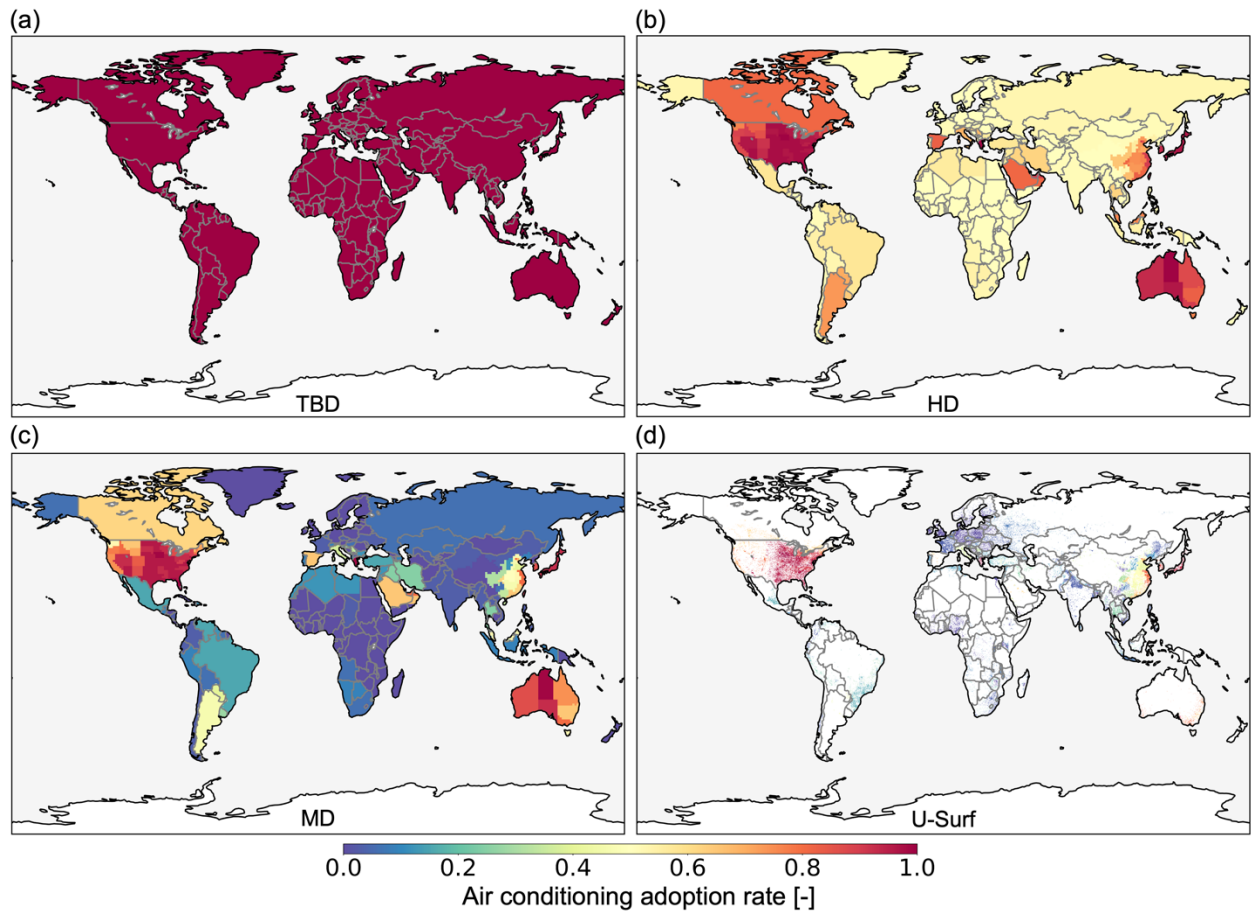 (a)
(b)
TBD
HD
(c)
(d)
MD
U-Surf
0.0 0.2 0.4 0.6 0.8 1.0
Air conditioning adoption rate [-]